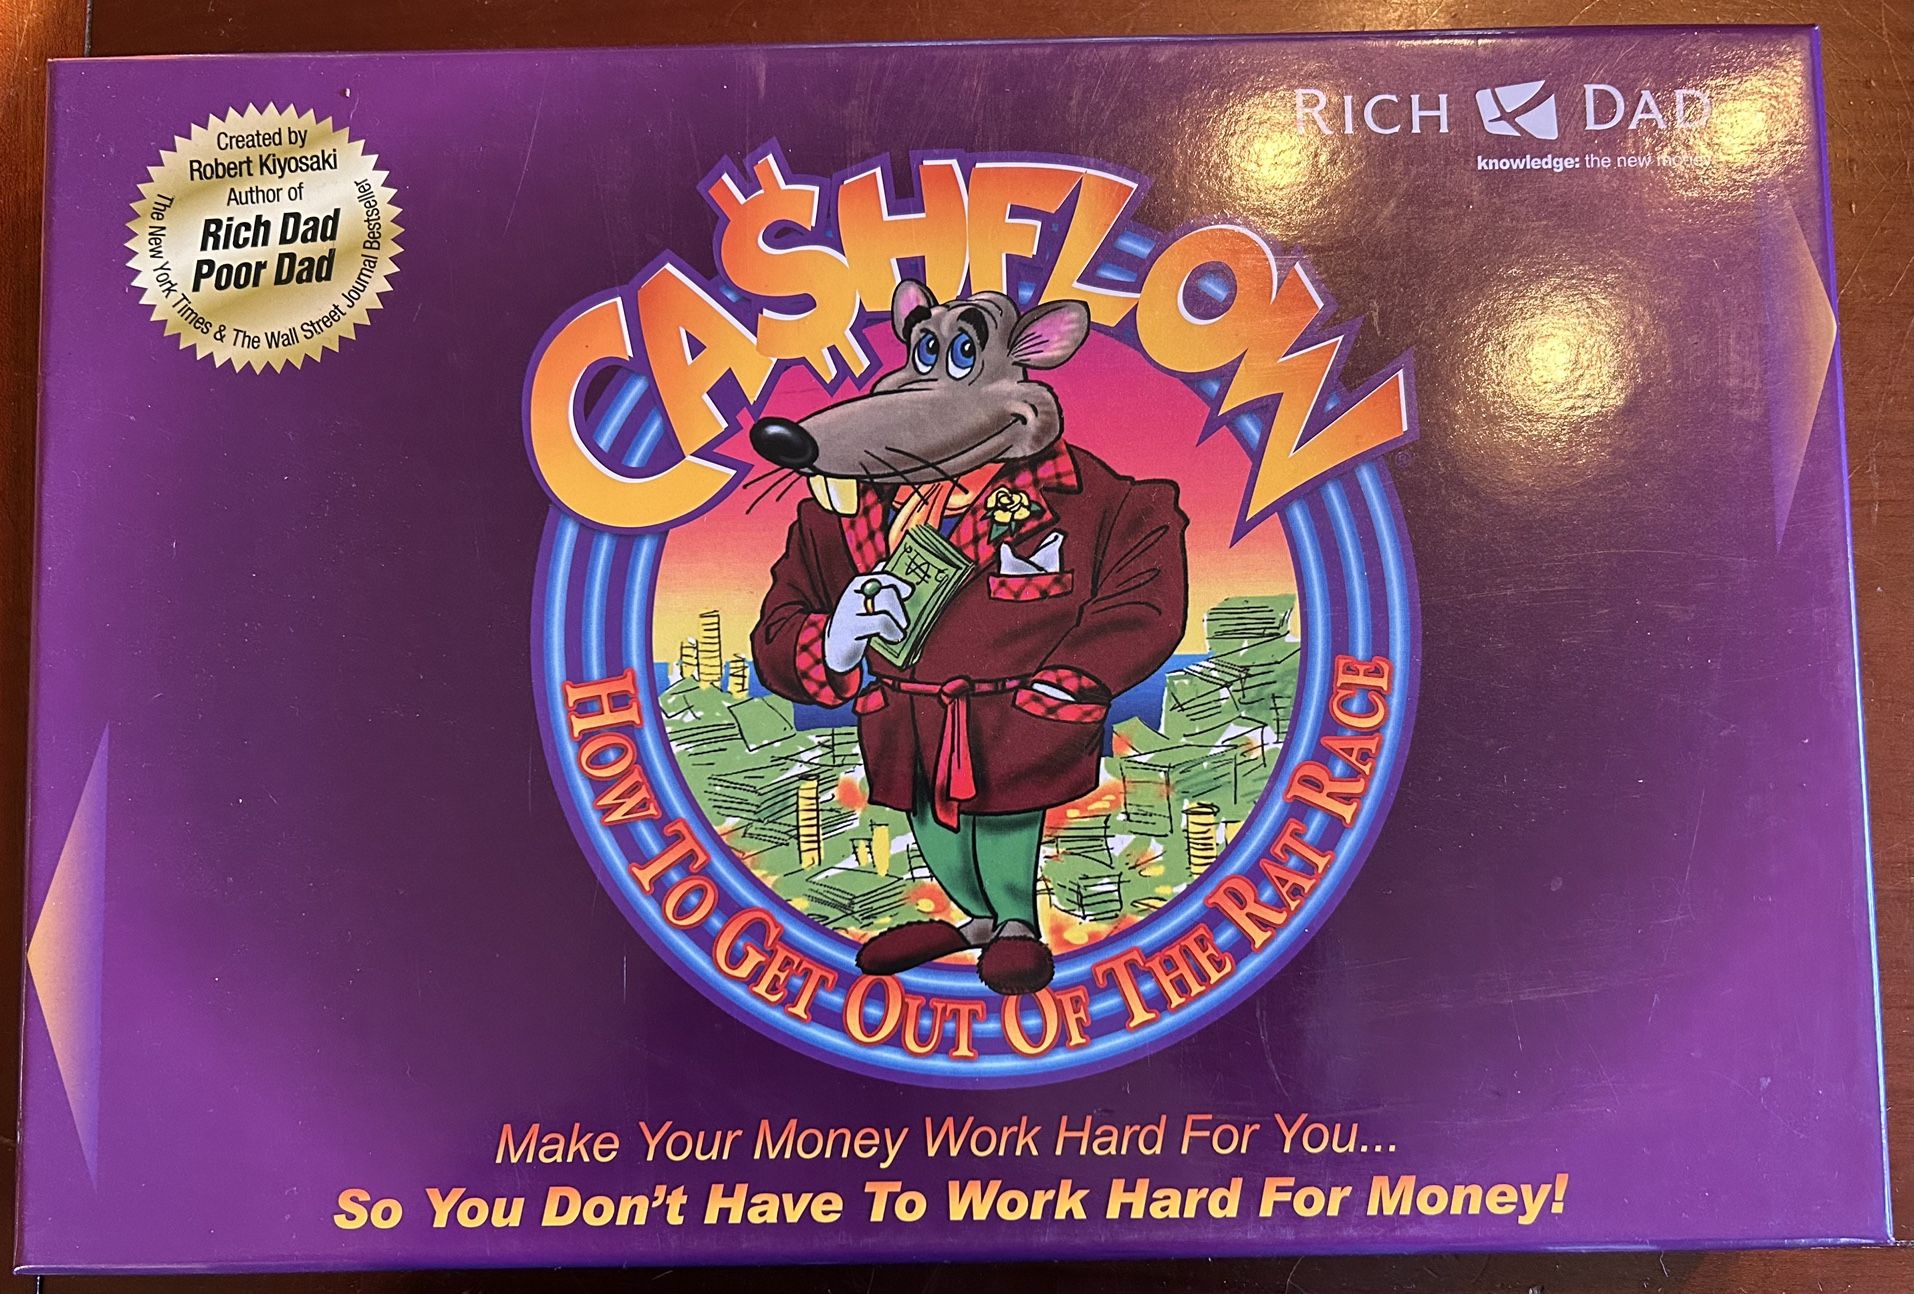 Created by
Robert Kiyosaki
Author of
Rich Dad
Poor Dad
The New York Times & The Wall Street Journal Bestseller
RICH DAD
knowledge: the new money
CA$HFLOW
HOW TO GET OUT OF THE RAT RACE
Make Your Money Work Hard For You...
So You Don't Have To Work Hard For Money!